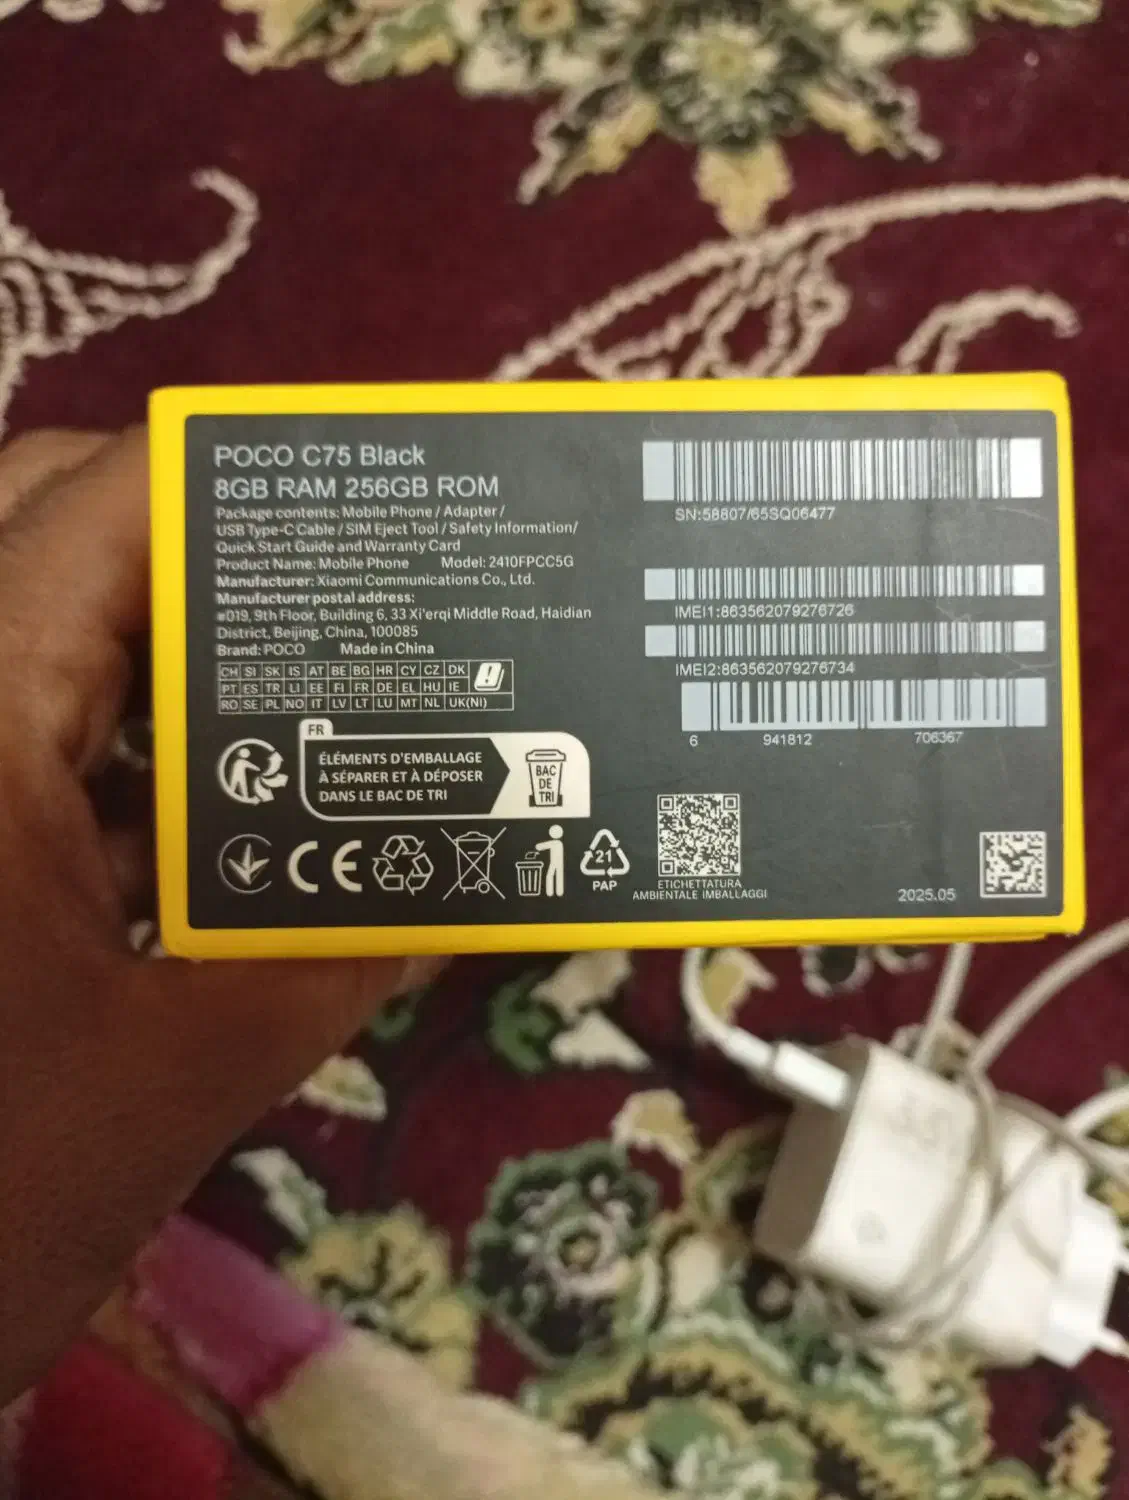 POCO C75 Black
8GB RAM 256GB ROM
Package contents: Mobile Phone / Adapter /
USB Type-C Cable / SIM Eject Tool / Safety Information/
Quick Start Guide and Warranty Card
Product Name: Mobile Phone Model: 2410FPCC5G
Manufacturer: Xiaomi Communications Co., Ltd.
Manufacturer postal address:
#019, 9th Floor, Building 6, 33 Xi'erqi Middle Road, Haidian
District, Beijing, China, 100085
Brand: POCO Made in China
CH SI SK IS AT BE BG HR CY CZ DK
PT ES TR LI EE FI FR DE EL HU IE
RO SE PL NO IT LV LT LU MT NL UK(NI)
FR
ÉLÉMENTS D'EMBALLAGE
À SÉPARER ET À DÉPOSER
DANS LE BAC DE TRI
BAC
DE
TRI
CE
21
PAP
SN:58807/65SQ06477
IMEI1:863562079276726
IMEI2:863562079276734
6 941812 706367
ETICHETTATURA
AMBIENTALE IMBALLAGGI
2025.05